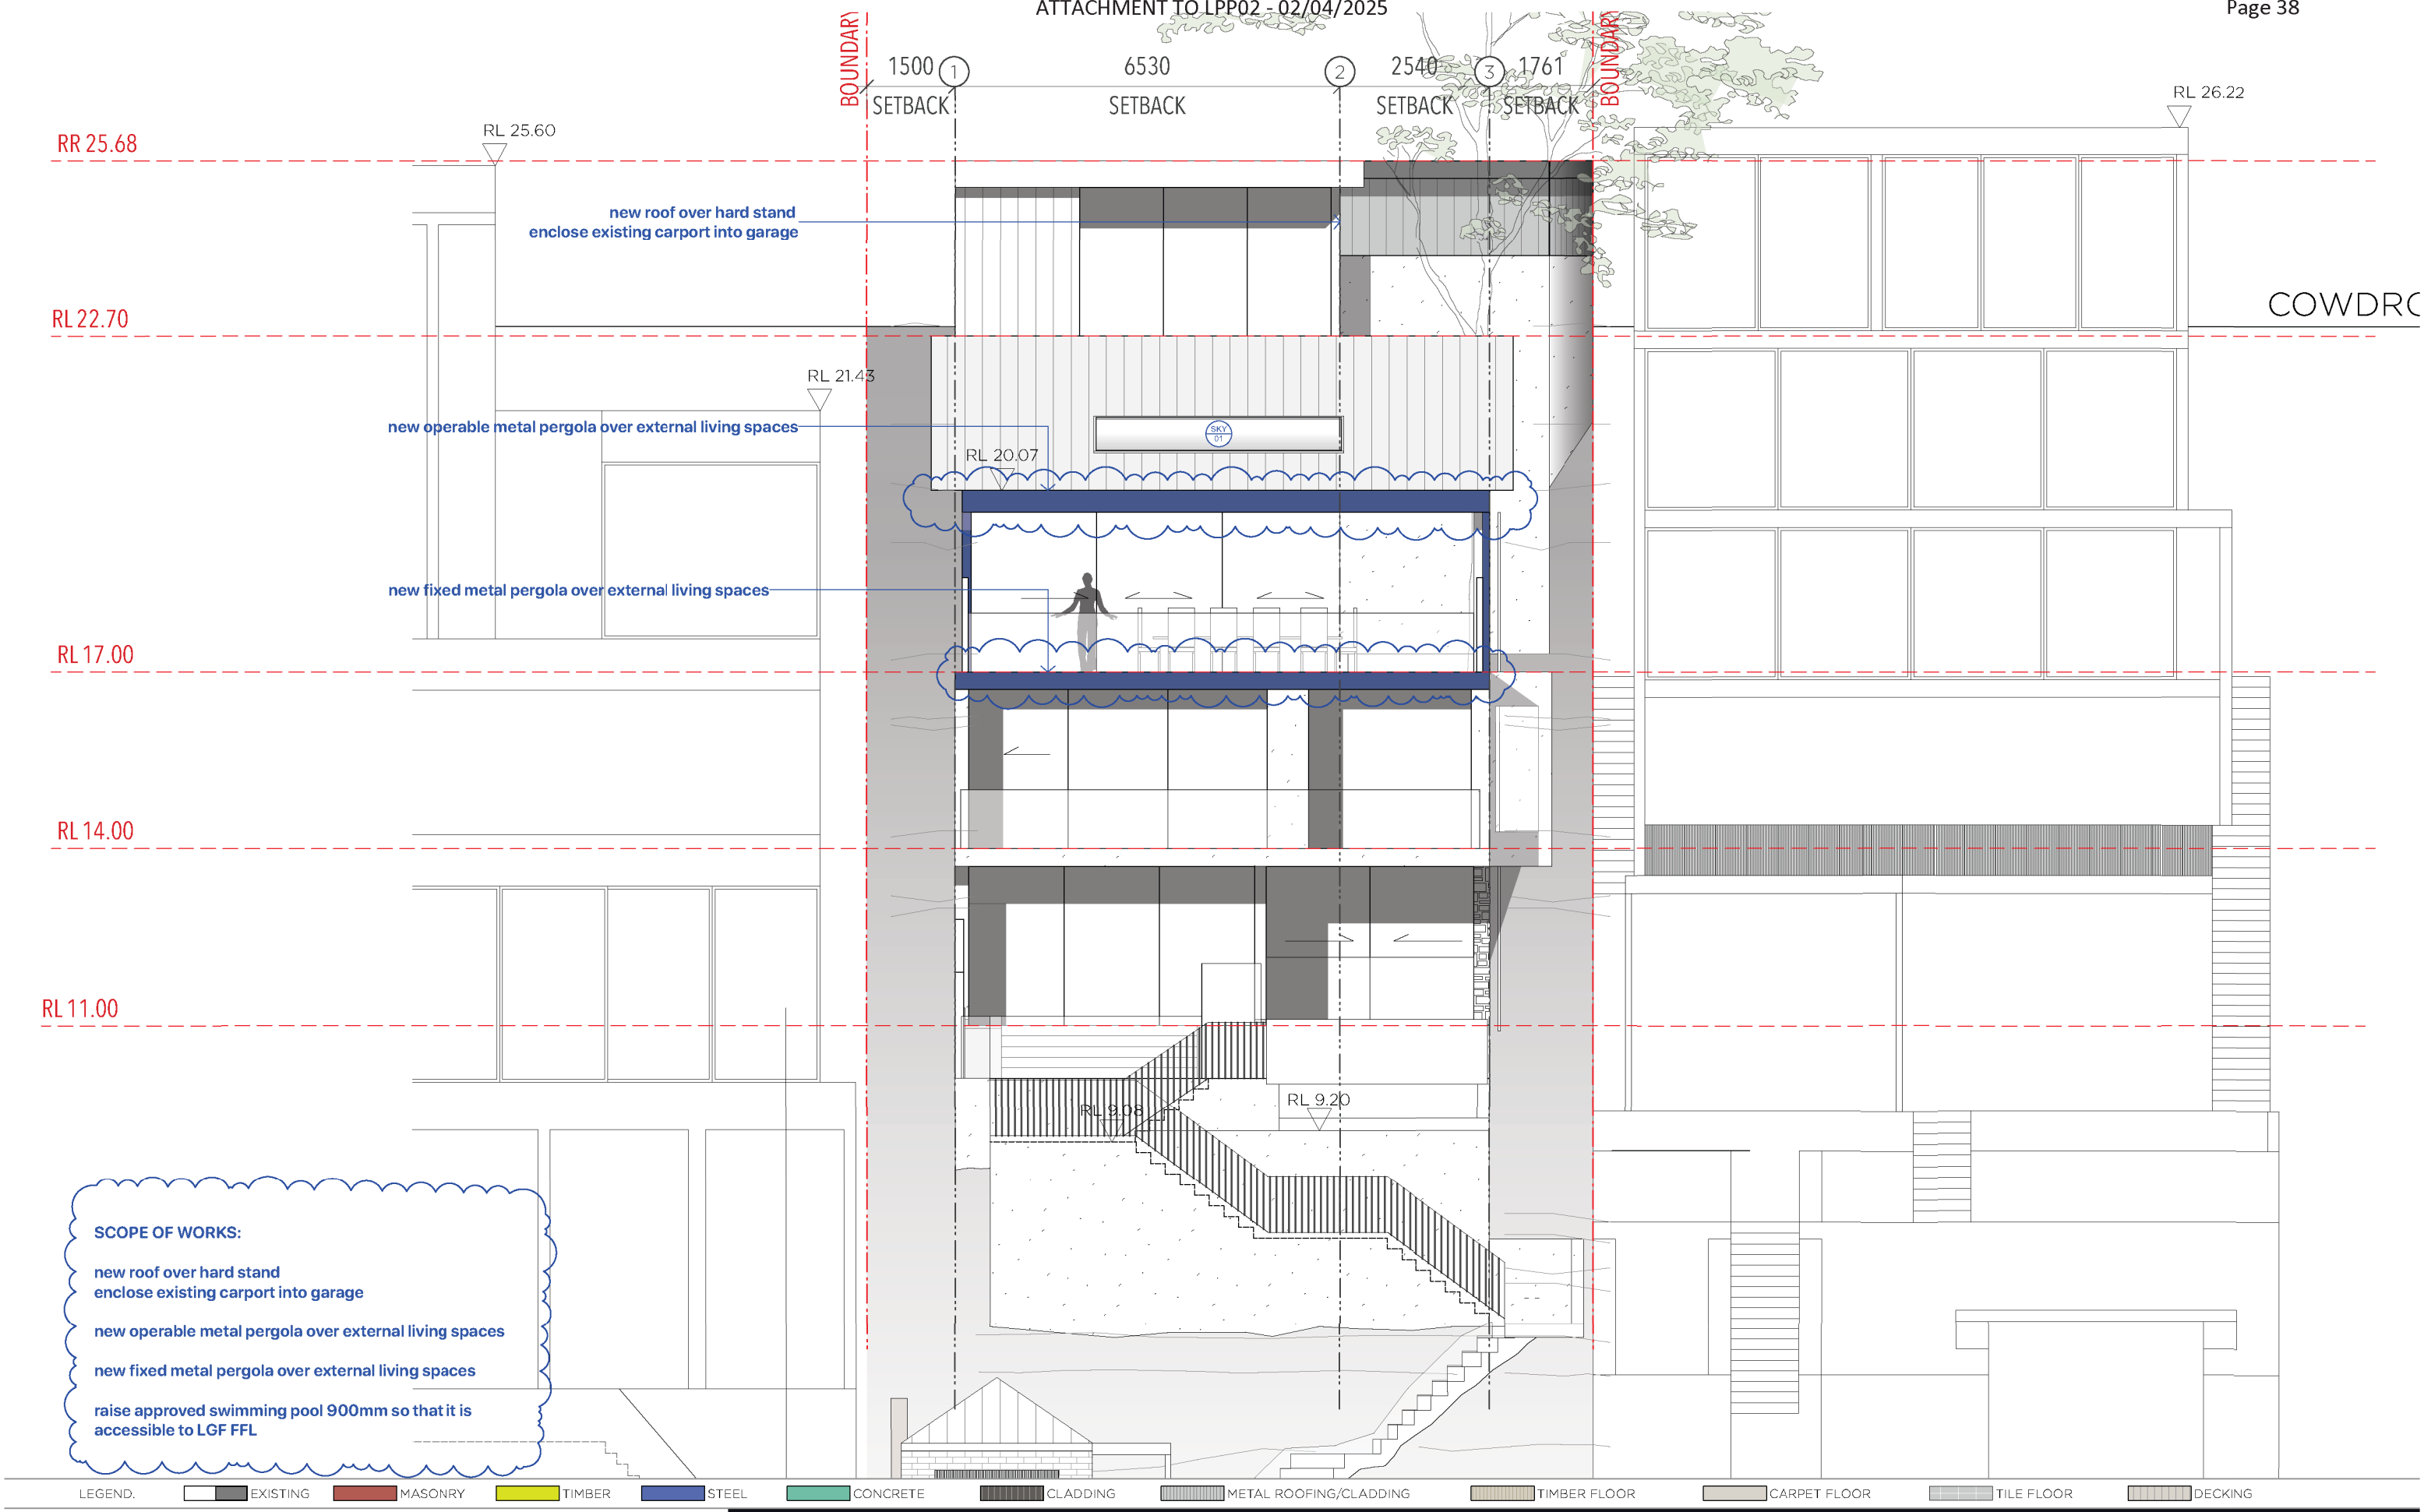 ATTACHMENT TO LPP02 - 02/04/2025
Page 38
BOUNDARY
1500
1
6530
2
2540
3
1761
BOUNDARY
SETBACK
SETBACK
SETBACK
SETBACK
RL 26.22
RL 25.60
RR 25.68
new roof over hard stand
enclose existing carport into garage
COWDRO
RL 22.70
RL 21.43
new operable metal pergola over external living spaces
SKY
01
RL 20.07
new fixed metal pergola over external living spaces
RL 17.00
RL 14.00
RL 11.00
RL 9.08
RL 9.20
SCOPE OF WORKS:
new roof over hard stand
enclose existing carport into garage
new operable metal pergola over external living spaces
new fixed metal pergola over external living spaces
raise approved swimming pool 900mm so that it is
accessible to LGF FFL
LEGEND.
EXISTING
MASONRY
TIMBER
STEEL
CONCRETE
CLADDING
METAL ROOFING/CLADDING
TIMBER FLOOR
CARPET FLOOR
TILE FLOOR
DECKING